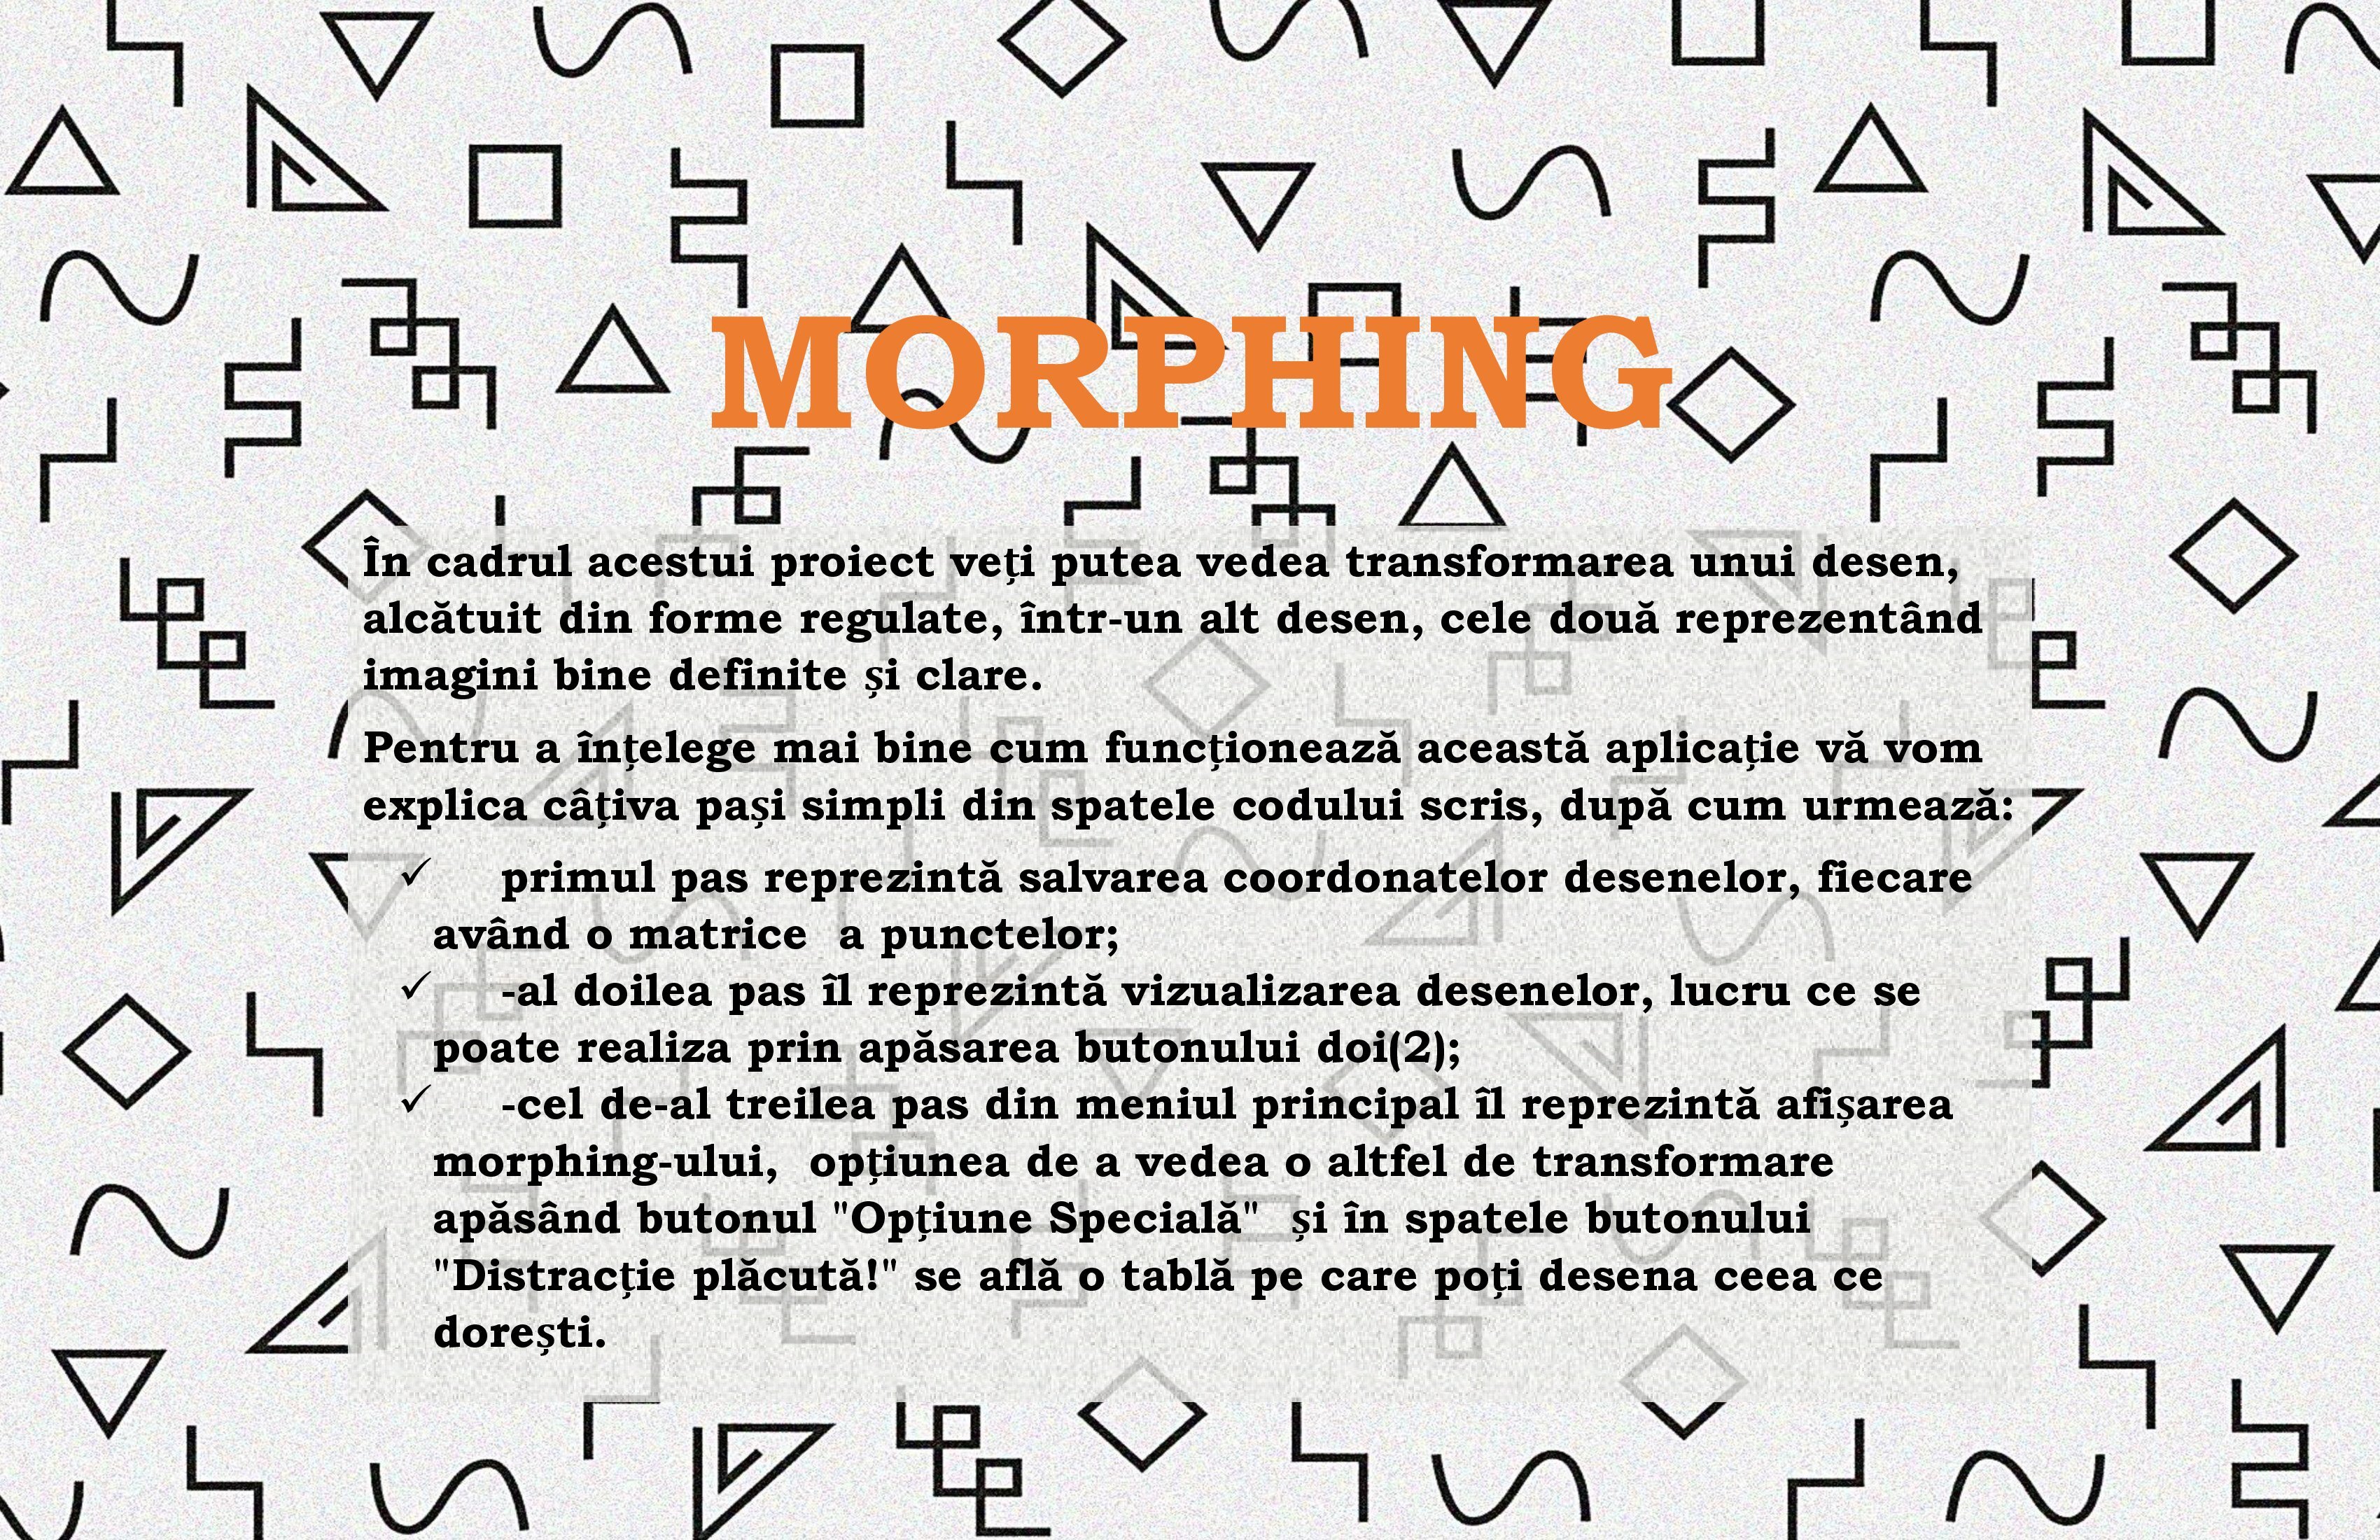 MORPHING
În cadrul acestui proiect veți putea vedea transformarea unui desen,
alcătuit din forme regulate, într-un alt desen, cele două reprezentând
imagini bine definite și clare.
Pentru a înțelege mai bine cum funcționează această aplicație vă vom
explica câțiva pași simpli din spatele codului scris, după cum urmează:
✓ primul pas reprezintă salvarea coordonatelor desenelor, fiecare
având o matrice  a punctelor;
✓ -al doilea pas îl reprezintă vizualizarea desenelor, lucru ce se
poate realiza prin apăsarea butonului doi(2);
✓ -cel de-al treilea pas din meniul principal îl reprezintă afișarea
morphing-ului,  opțiunea de a vedea o altfel de transformare
apăsând butonul "Opțiune Specială"  și în spatele butonului
"Distracție plăcută!" se află o tablă pe care poți desena ceea ce
dorești.